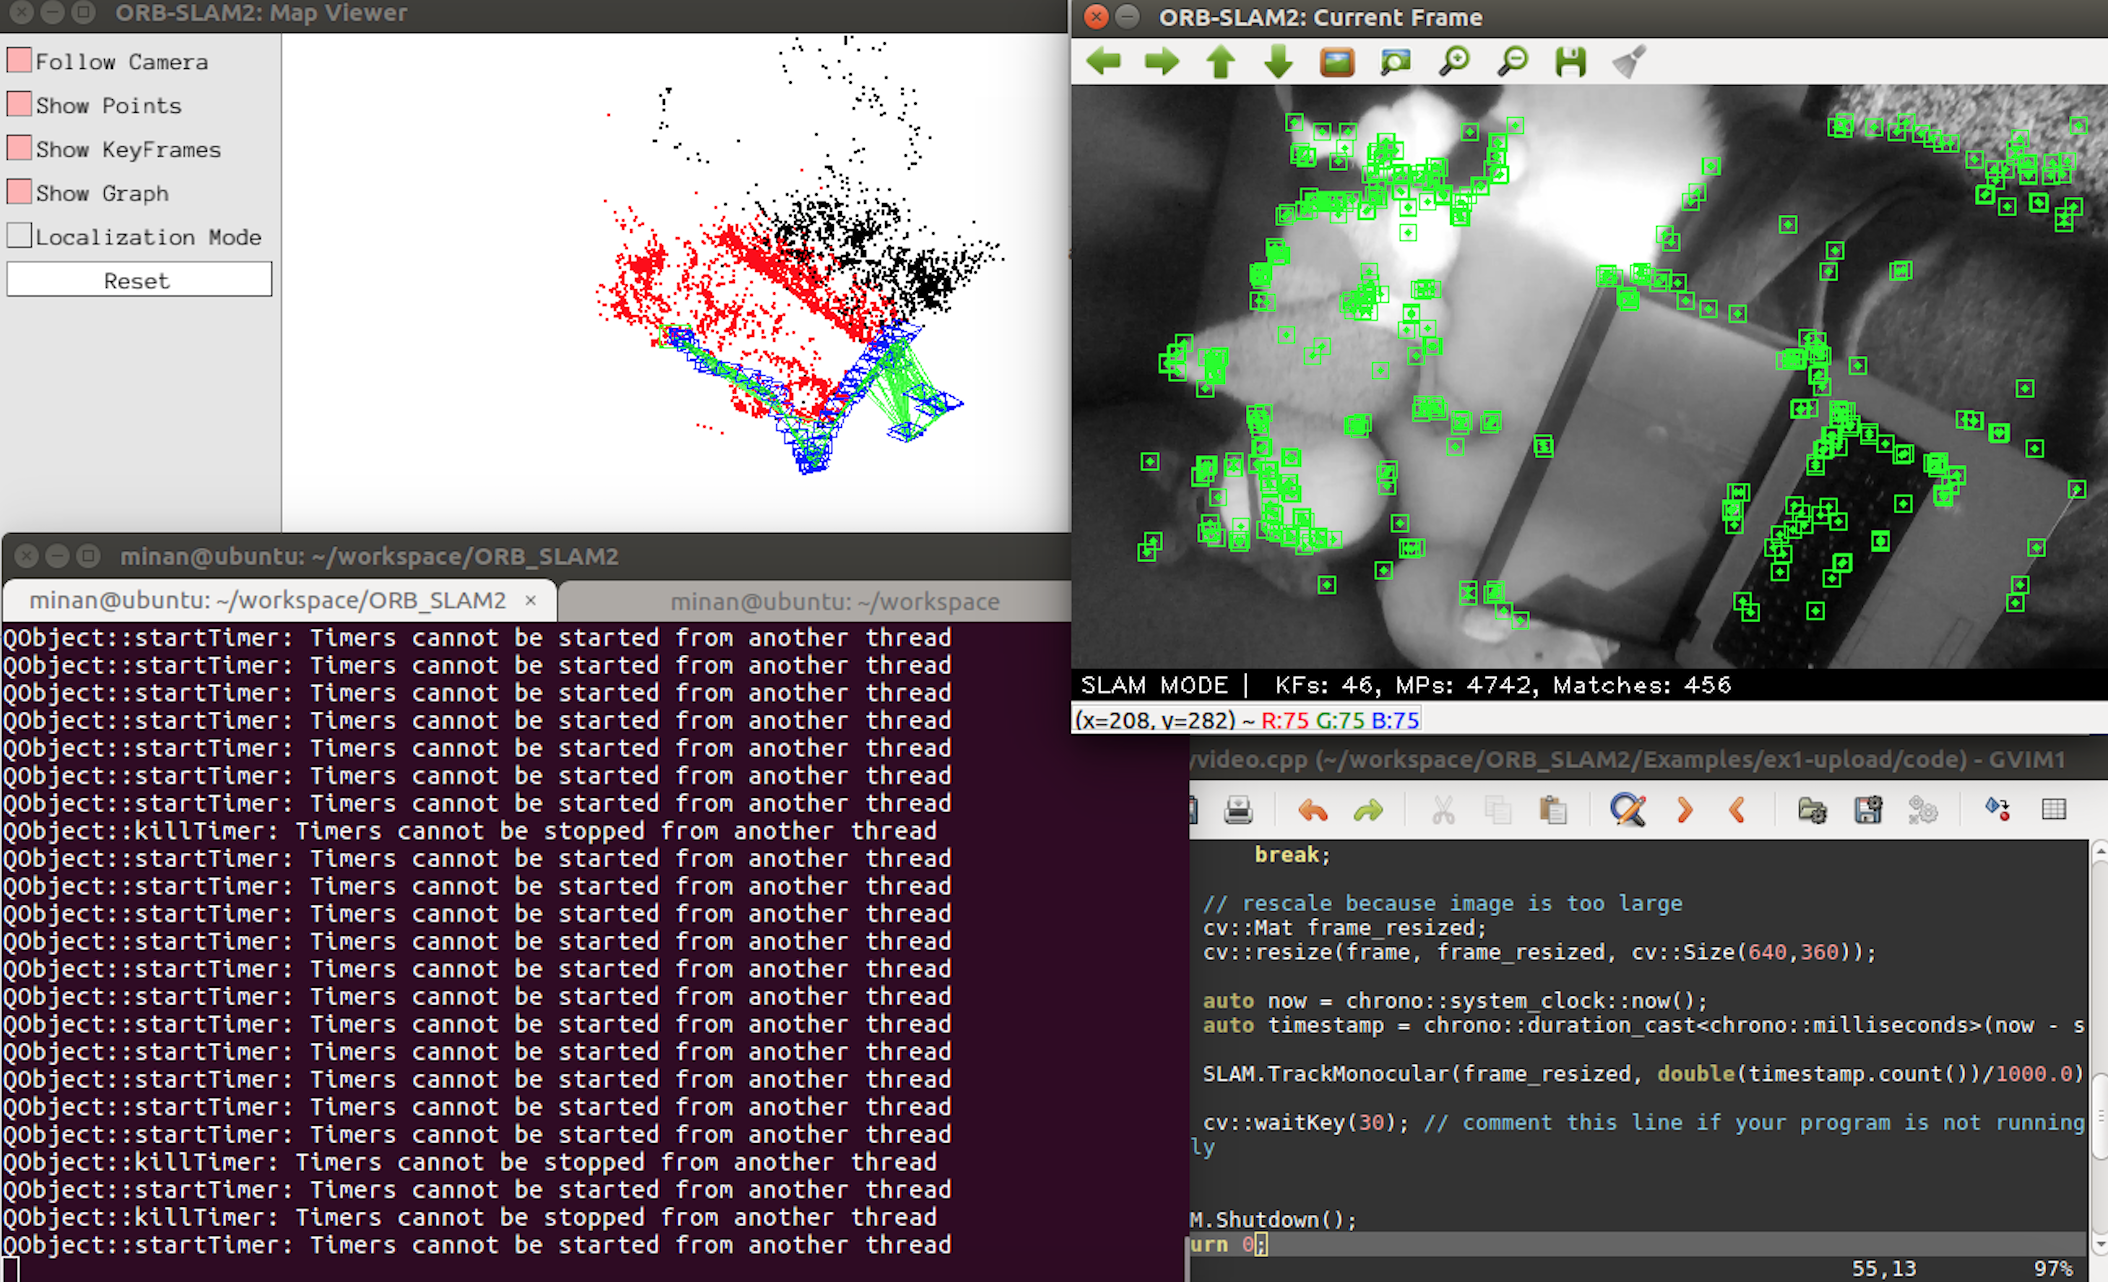 ORB-SLAM2: Map Viewer
Follow Camera
Show Points
Show KeyFrames
Show Graph
Localization Mode
Reset
ORB-SLAM2: Current Frame
SLAM MODE |  KFs: 46, MPs: 4742, Matches: 456
(x=208, y=282) ~ R:75 G:75 B:75
minan@ubuntu: ~/workspace/ORB_SLAM2
minan@ubuntu: ~/workspace/ORB_SLAM2 ×
minan@ubuntu: ~/workspace
QObject::startTimer: Timers cannot be started from another thread
QObject::startTimer: Timers cannot be started from another thread
QObject::startTimer: Timers cannot be started from another thread
QObject::startTimer: Timers cannot be started from another thread
QObject::startTimer: Timers cannot be started from another thread
QObject::startTimer: Timers cannot be started from another thread
QObject::startTimer: Timers cannot be started from another thread
QObject::killTimer: Timers cannot be stopped from another thread
QObject::startTimer: Timers cannot be started from another thread
QObject::startTimer: Timers cannot be started from another thread
QObject::startTimer: Timers cannot be started from another thread
QObject::startTimer: Timers cannot be started from another thread
QObject::startTimer: Timers cannot be started from another thread
QObject::startTimer: Timers cannot be started from another thread
QObject::startTimer: Timers cannot be started from another thread
QObject::startTimer: Timers cannot be started from another thread
QObject::startTimer: Timers cannot be started from another thread
QObject::startTimer: Timers cannot be started from another thread
QObject::startTimer: Timers cannot be started from another thread
QObject::killTimer: Timers cannot be stopped from another thread
QObject::startTimer: Timers cannot be started from another thread
QObject::killTimer: Timers cannot be stopped from another thread
QObject::startTimer: Timers cannot be started from another thread
yvideo.cpp (~/workspace/ORB_SLAM2/Examples/ex1-upload/code) - GVIM1
break;
// rescale because image is too large
cv::Mat frame_resized;
cv::resize(frame, frame_resized, cv::Size(640,360));
auto now = chrono::system_clock::now();
auto timestamp = chrono::duration_cast<chrono::milliseconds>(now - s
SLAM.TrackMonocular(frame_resized, double(timestamp.count())/1000.0)
cv::waitKey(30); // comment this line if your program is not running
ly
M.Shutdown();
urn 0;
55,13 97%